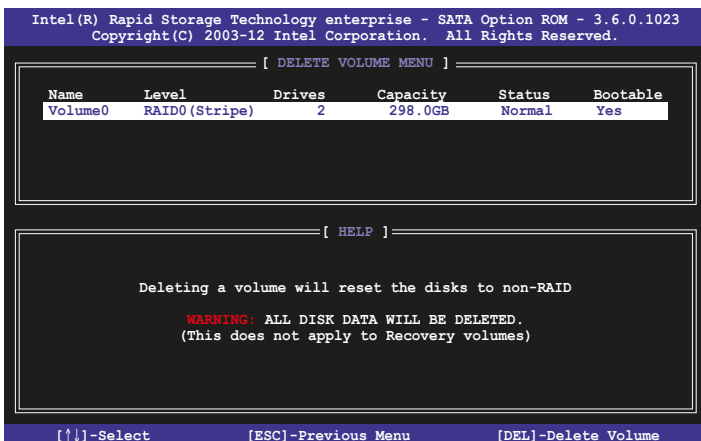 Intel(R) Rapid Storage Technology enterprise - SATA Option ROM - 3.6.0.1023
Copyright(C) 2003-12 Intel Corporation. All Rights Reserved.
[ DELETE VOLUME MENU ]
Name Level Drives Capacity Status Bootable
Volume0 RAID0(Stripe) 2 298.0GB Normal Yes
[ HELP ]
Deleting a volume will reset the disks to non-RAID
WARNING: ALL DISK DATA WILL BE DELETED.
(This does not apply to Recovery volumes)
[↑↓]-Select [ESC]-Previous Menu [DEL]-Delete Volume